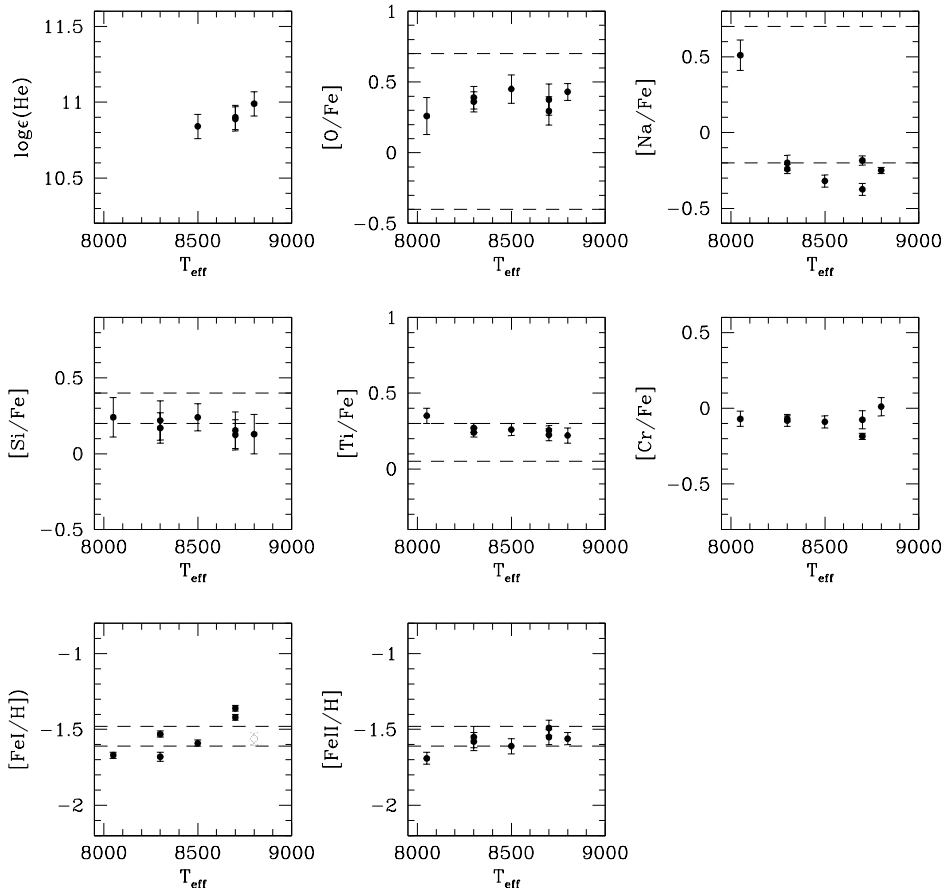 11.5
11
10.5
logϵ(He)
8000 8500 9000
T_eff
1
0.5
0
−0.5
[O/Fe]
8000 8500 9000
T_eff
0.5
0
−0.5
[Na/Fe]
8000 8500 9000
T_eff
0.5
0
−0.5
[Si/Fe]
8000 8500 9000
T_eff
1
0.5
0
[Ti/Fe]
8000 8500 9000
T_eff
0.5
0
−0.5
[Cr/Fe]
8000 8500 9000
T_eff
−1
−1.5
−2
[FeI/H])
8000 8500 9000
T_eff
−1
−1.5
−2
[FeII/H]
8000 8500 9000
T_eff